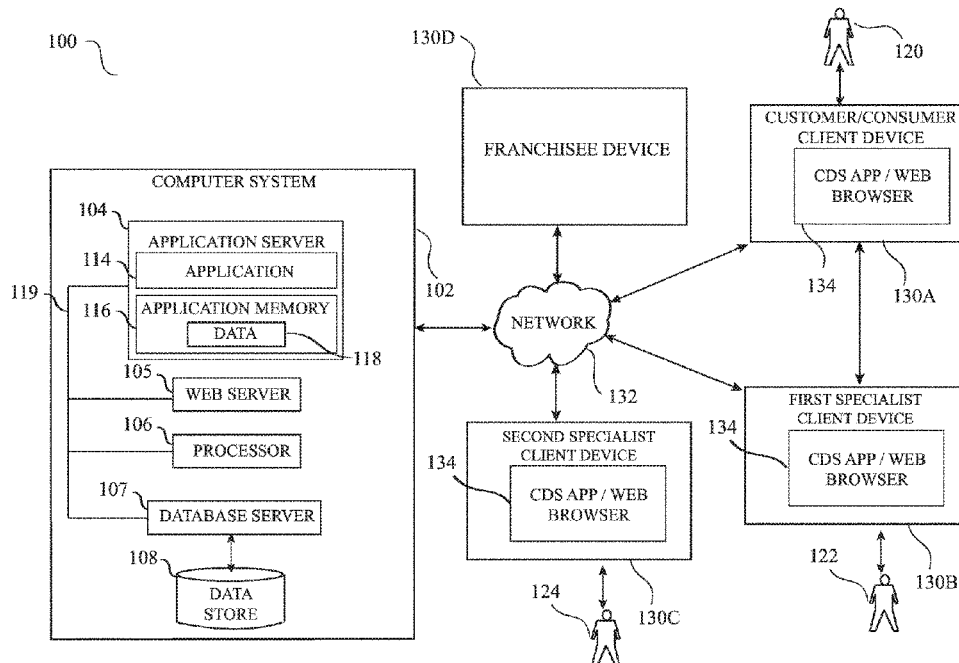 100
130D
120
FRANCHISEE DEVICE
CUSTOMER/CONSUMER
CLIENT DEVICE
CDS APP / WEB
BROWSER
134
130A
COMPUTER SYSTEM
104
APPLICATION SERVER
114
APPLICATION
119
116
APPLICATION MEMORY
DATA
118
102
105
WEB SERVER
106
PROCESSOR
107
DATABASE SERVER
108
DATA
STORE
NETWORK
132
SECOND SPECIALIST
CLIENT DEVICE
134
CDS APP / WEB
BROWSER
124
130C
FIRST SPECIALIST
CLIENT DEVICE
134
CDS APP / WEB
BROWSER
122
130B